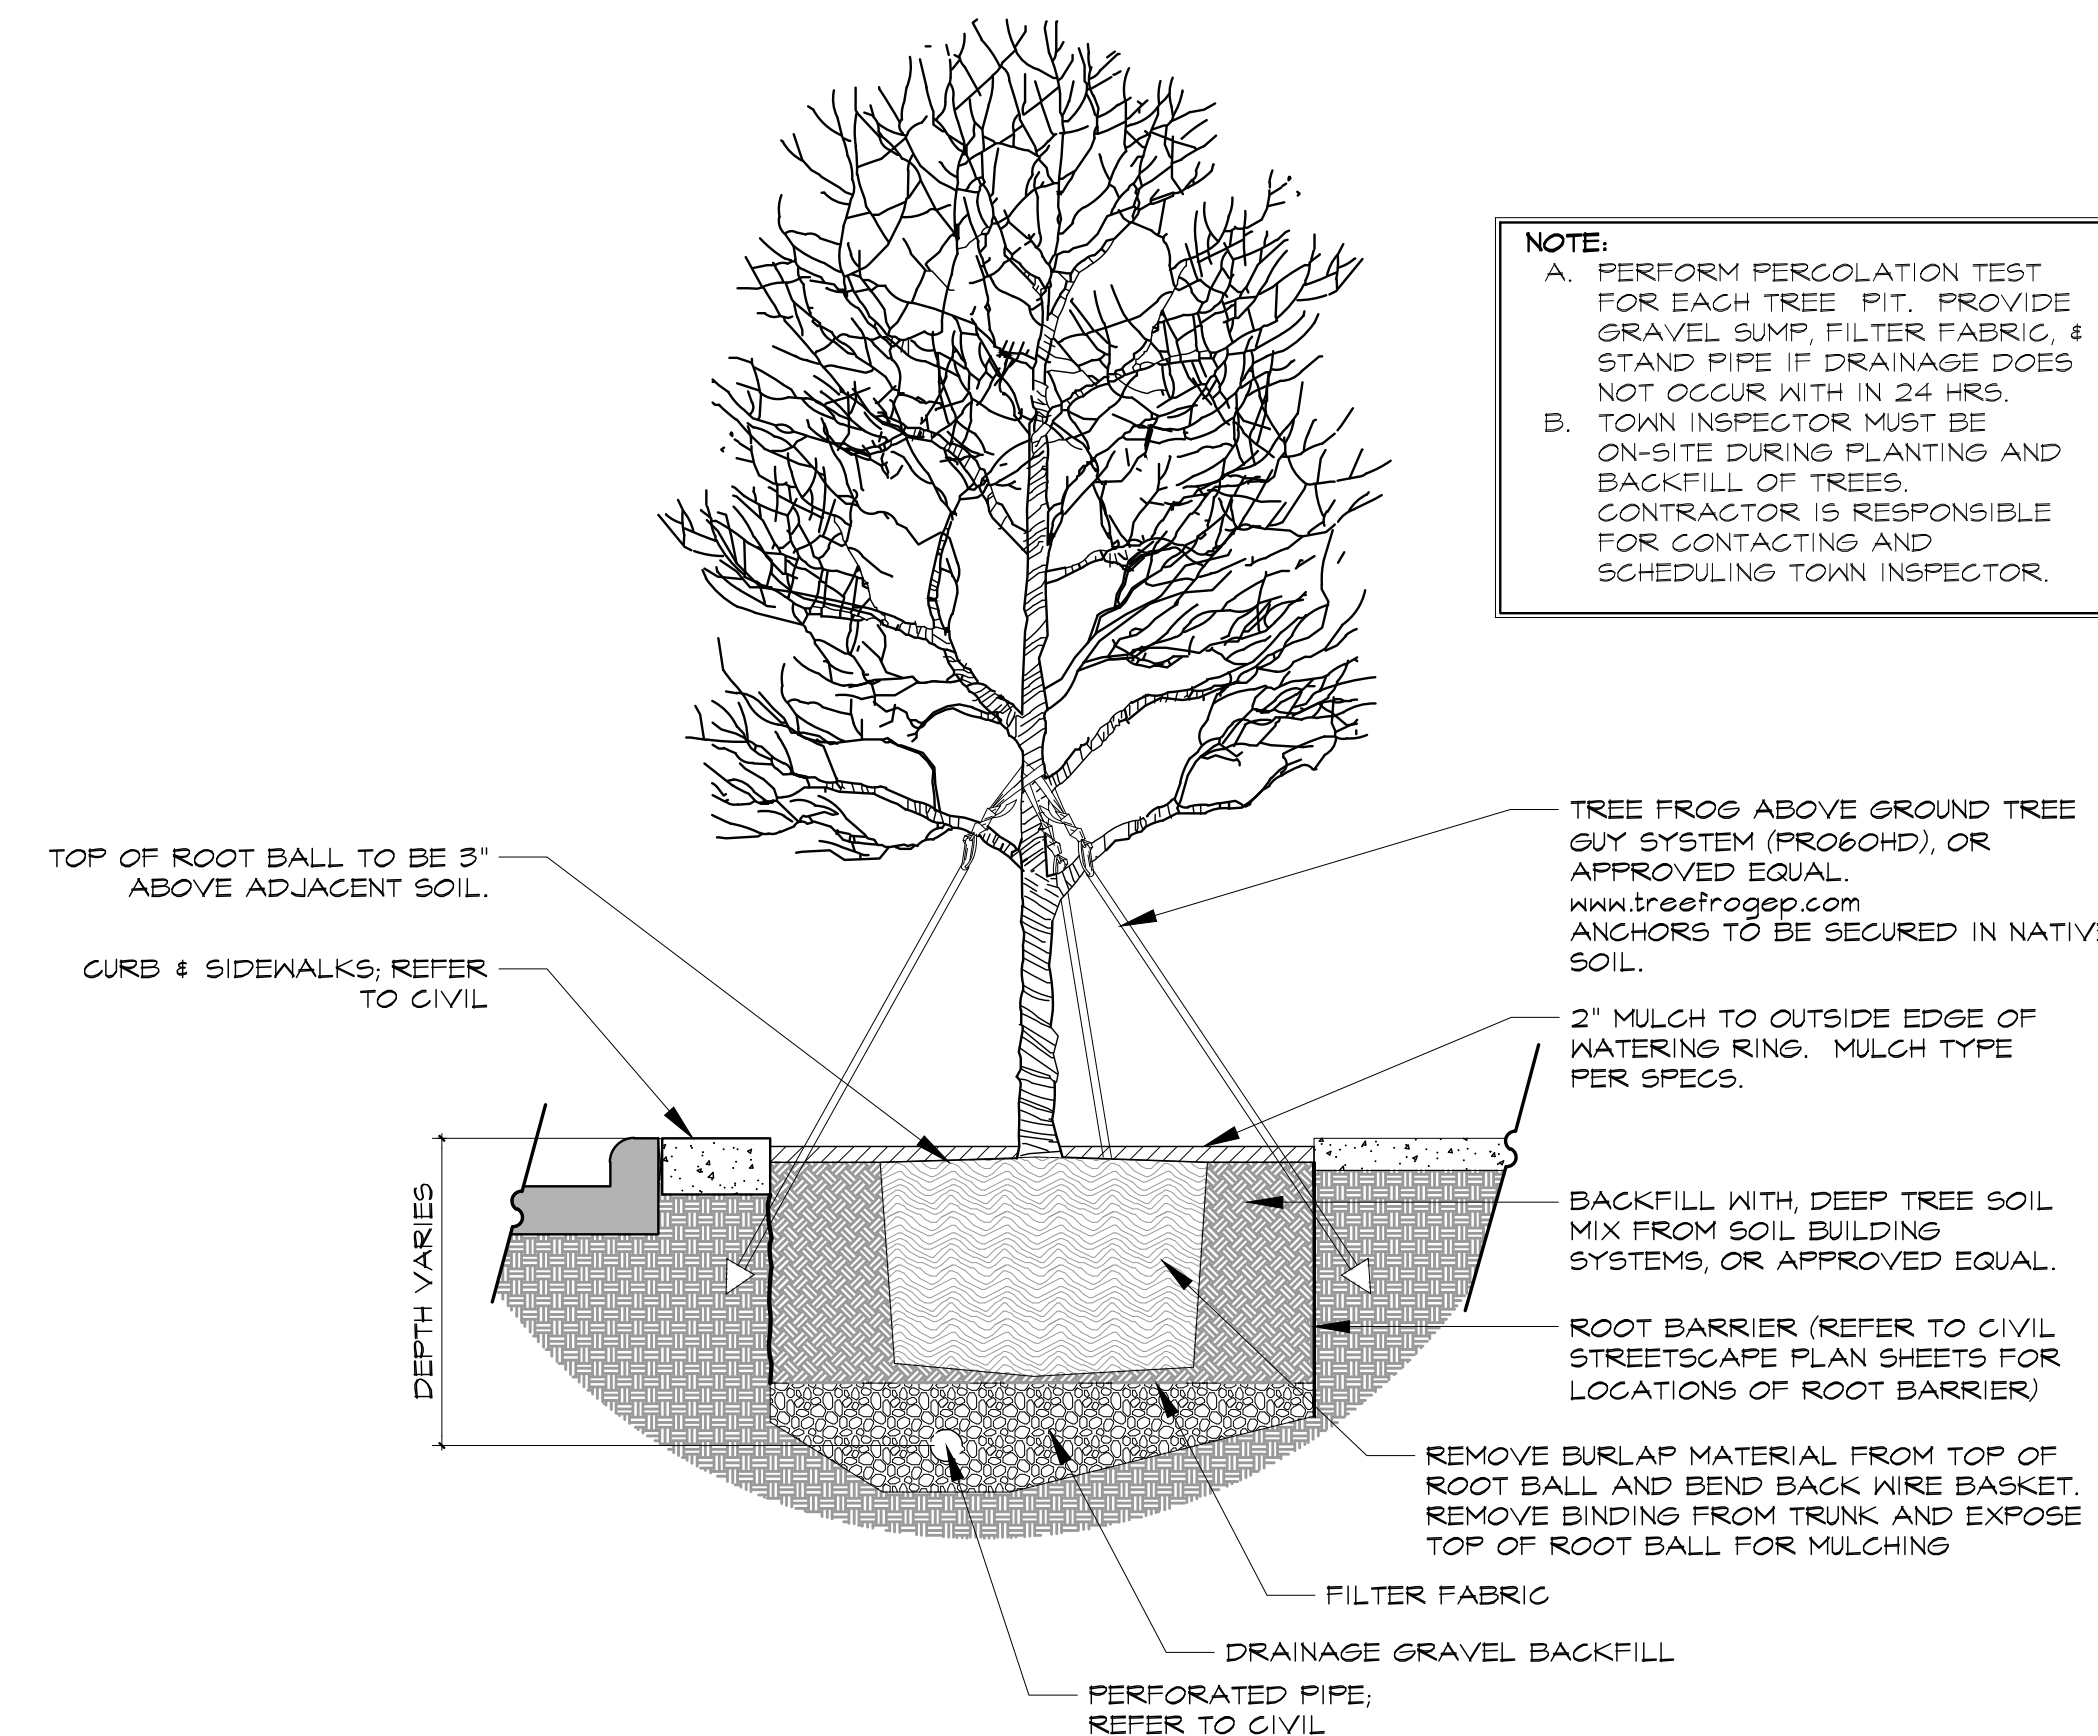 NOTE:
A. PERFORM PERCOLATION TEST
FOR EACH TREE PIT. PROVIDE
GRAVEL SUMP, FILTER FABRIC, &
STAND PIPE IF DRAINAGE DOES
NOT OCCUR WITH IN 24 HRS.
B. TOWN INSPECTOR MUST BE
ON-SITE DURING PLANTING AND
BACKFILL OF TREES.
CONTRACTOR IS RESPONSIBLE
FOR CONTACTING AND
SCHEDULING TOWN INSPECTOR.
TOP OF ROOT BALL TO BE 3"
ABOVE ADJACENT SOIL.
CURB & SIDEWALKS; REFER
TO CIVIL
DEPTH VARIES
TREE FROG ABOVE GROUND TREE
GUY SYSTEM (PRO60HD), OR
APPROVED EQUAL.
www.treefrogep.com
ANCHORS TO BE SECURED IN NATIVE
SOIL.
2" MULCH TO OUTSIDE EDGE OF
WATERING RING. MULCH TYPE
PER SPECS.
BACKFILL WITH, DEEP TREE SOIL
MIX FROM SOIL BUILDING
SYSTEMS, OR APPROVED EQUAL.
ROOT BARRIER (REFER TO CIVIL
STREETSCAPE PLAN SHEETS FOR
LOCATIONS OF ROOT BARRIER)
REMOVE BURLAP MATERIAL FROM TOP OF
ROOT BALL AND BEND BACK WIRE BASKET.
REMOVE BINDING FROM TRUNK AND EXPOSE
TOP OF ROOT BALL FOR MULCHING
FILTER FABRIC
DRAINAGE GRAVEL BACKFILL
PERFORATED PIPE;
REFER TO CIVIL